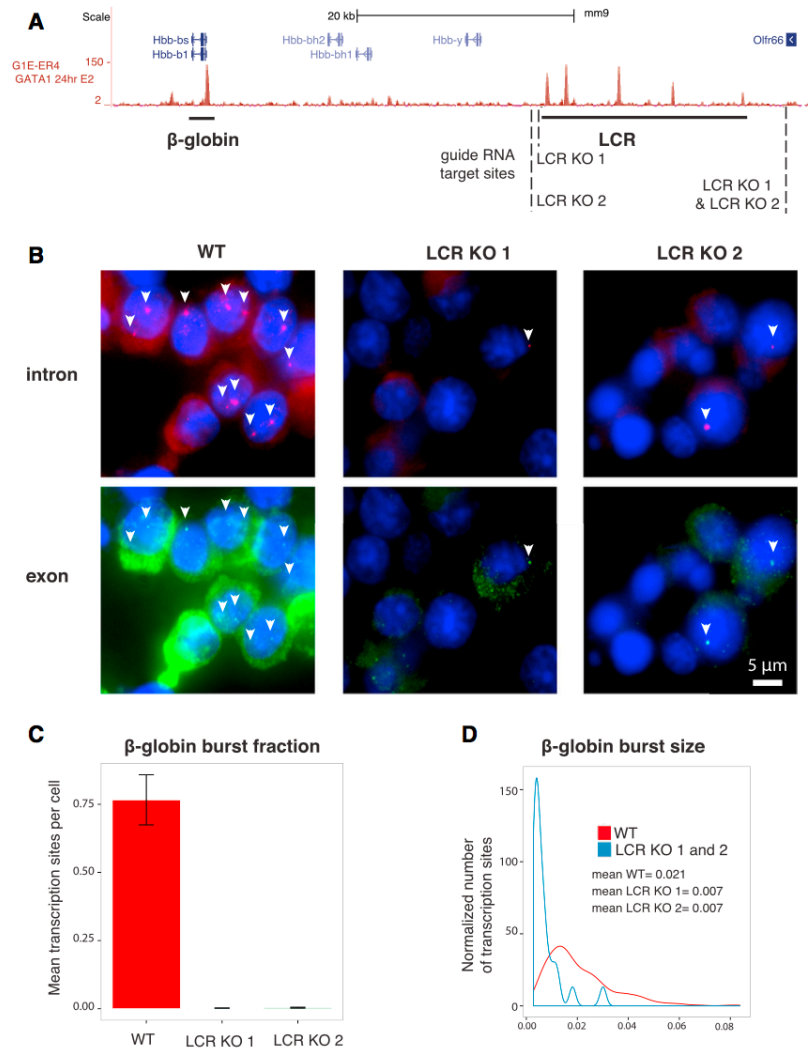 A
Scale
20 kb
mm9
Hbb-bs
Hbb-bh2
Hbb-y
Olfr66
Hbb-b1
Hbb-bh1
G1E-ER4
GATA1 24hr E2
150
2
β-globin
LCR
guide RNA
target sites
LCR KO 1
LCR KO 2
LCR KO 1
& LCR KO 2
B
WT
LCR KO 1
LCR KO 2
intron
exon
5 μm
C
β-globin burst fraction
Mean transcription sites per cell
0.75
0.50
0.25
0.00
WT
LCR KO 1
LCR KO 2
D
β-globin burst size
Normalized number
of transcription sites
150
100
50
0
WT
LCR KO 1 and 2
mean WT= 0.021
mean LCR KO 1= 0.007
mean LCR KO 2= 0.007
0.00
0.02
0.04
0.06
0.08